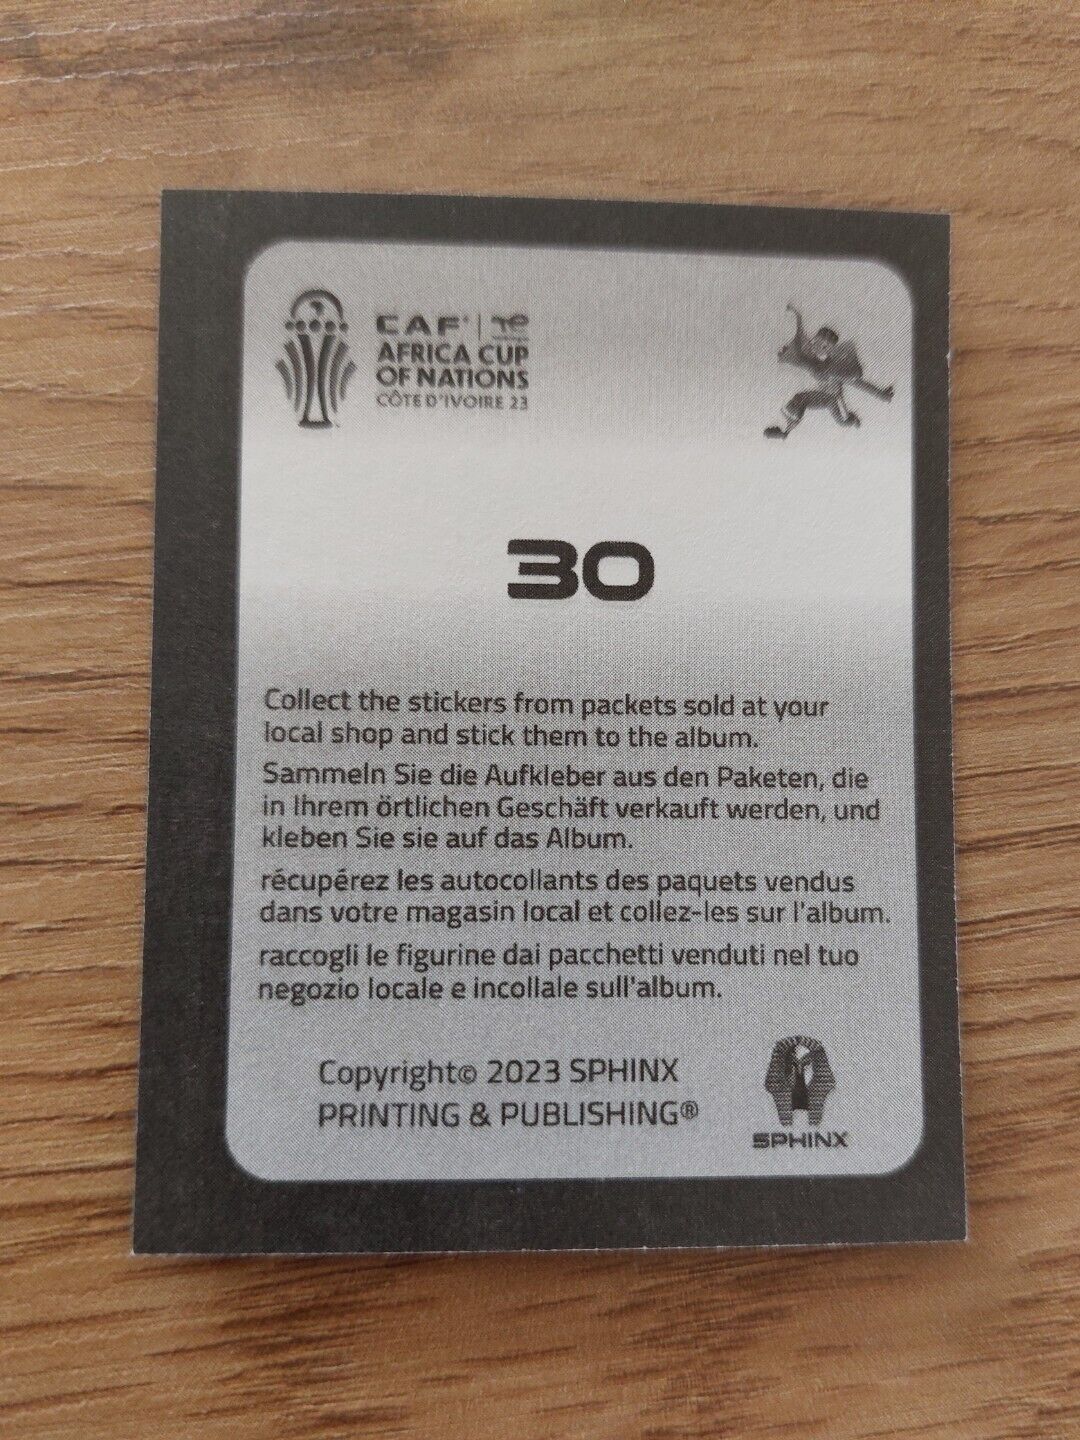 CAF
AFRICA CUP
OF NATIONS
CÔTE D'IVOIRE 23
30
Collect the stickers from packets sold at your
local shop and stick them to the album.
Sammeln Sie die Aufkleber aus den Paketen, die
in Ihrem örtlichen Geschäft verkauft werden, und
kleben Sie sie auf das Album.
récupérez les autocollants des paquets vendus
dans votre magasin local et collez-les sur l'album.
raccogli le figurine dai pacchetti venduti nel tuo
negozio locale e incollale sull'album.
Copyright© 2023 SPHINX
PRINTING & PUBLISHING®
SPHINX